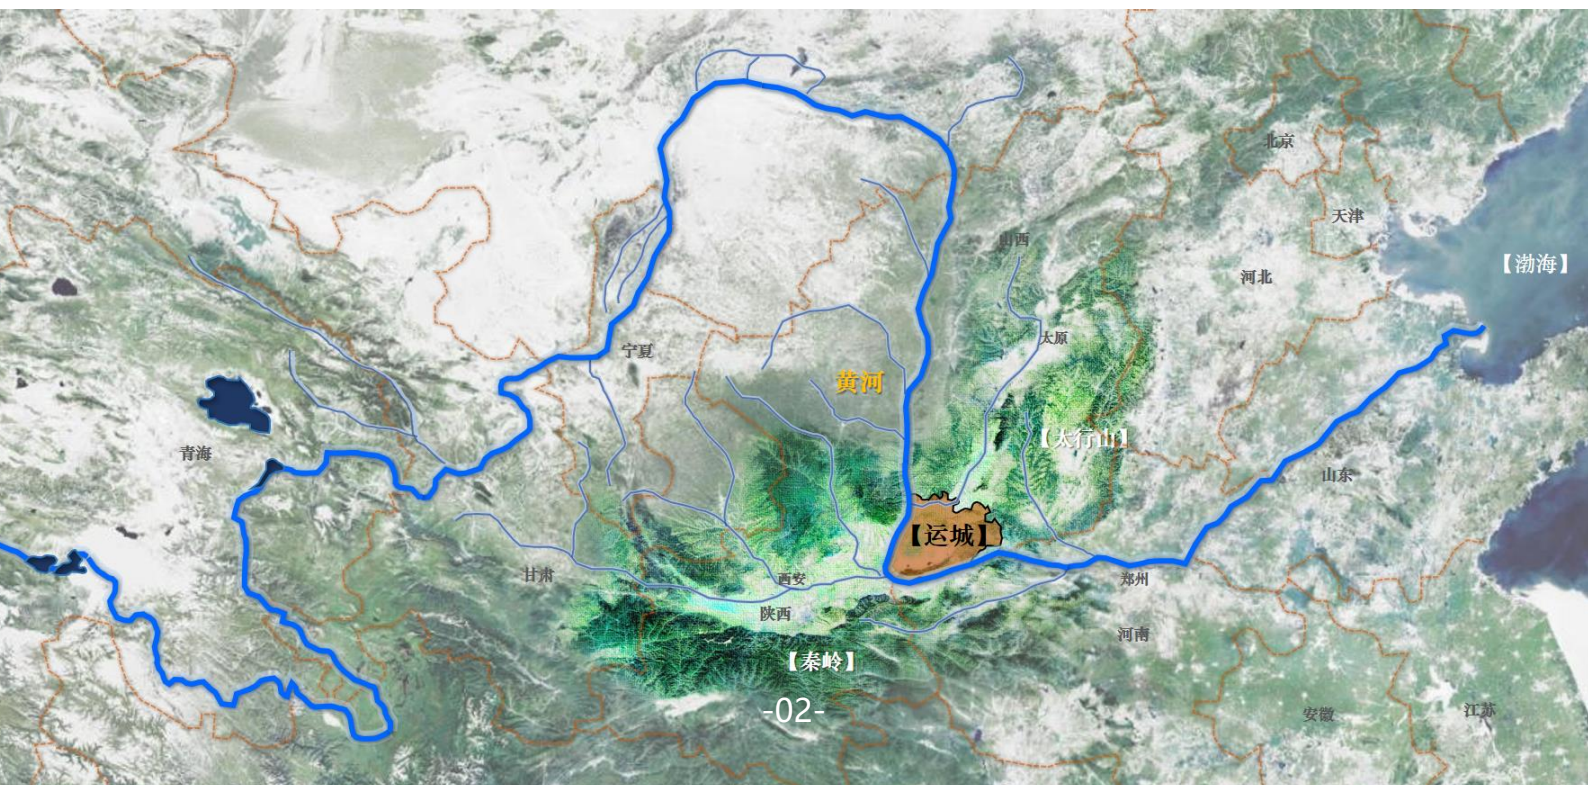 北京
天津
山西
【渤海】
河北
太原
宁夏
黄河
【太行山】
青海
山东
【运城】
甘肃
西安
郑州
陕西
河南
【秦岭】
-02-
安徽
江苏